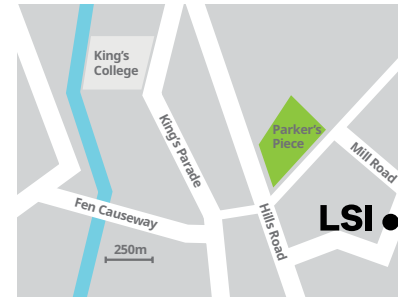 King's
College
King's Parade
Parker's
Piece
Mill Road
Fen Causeway
Hills Road
LSI
250m